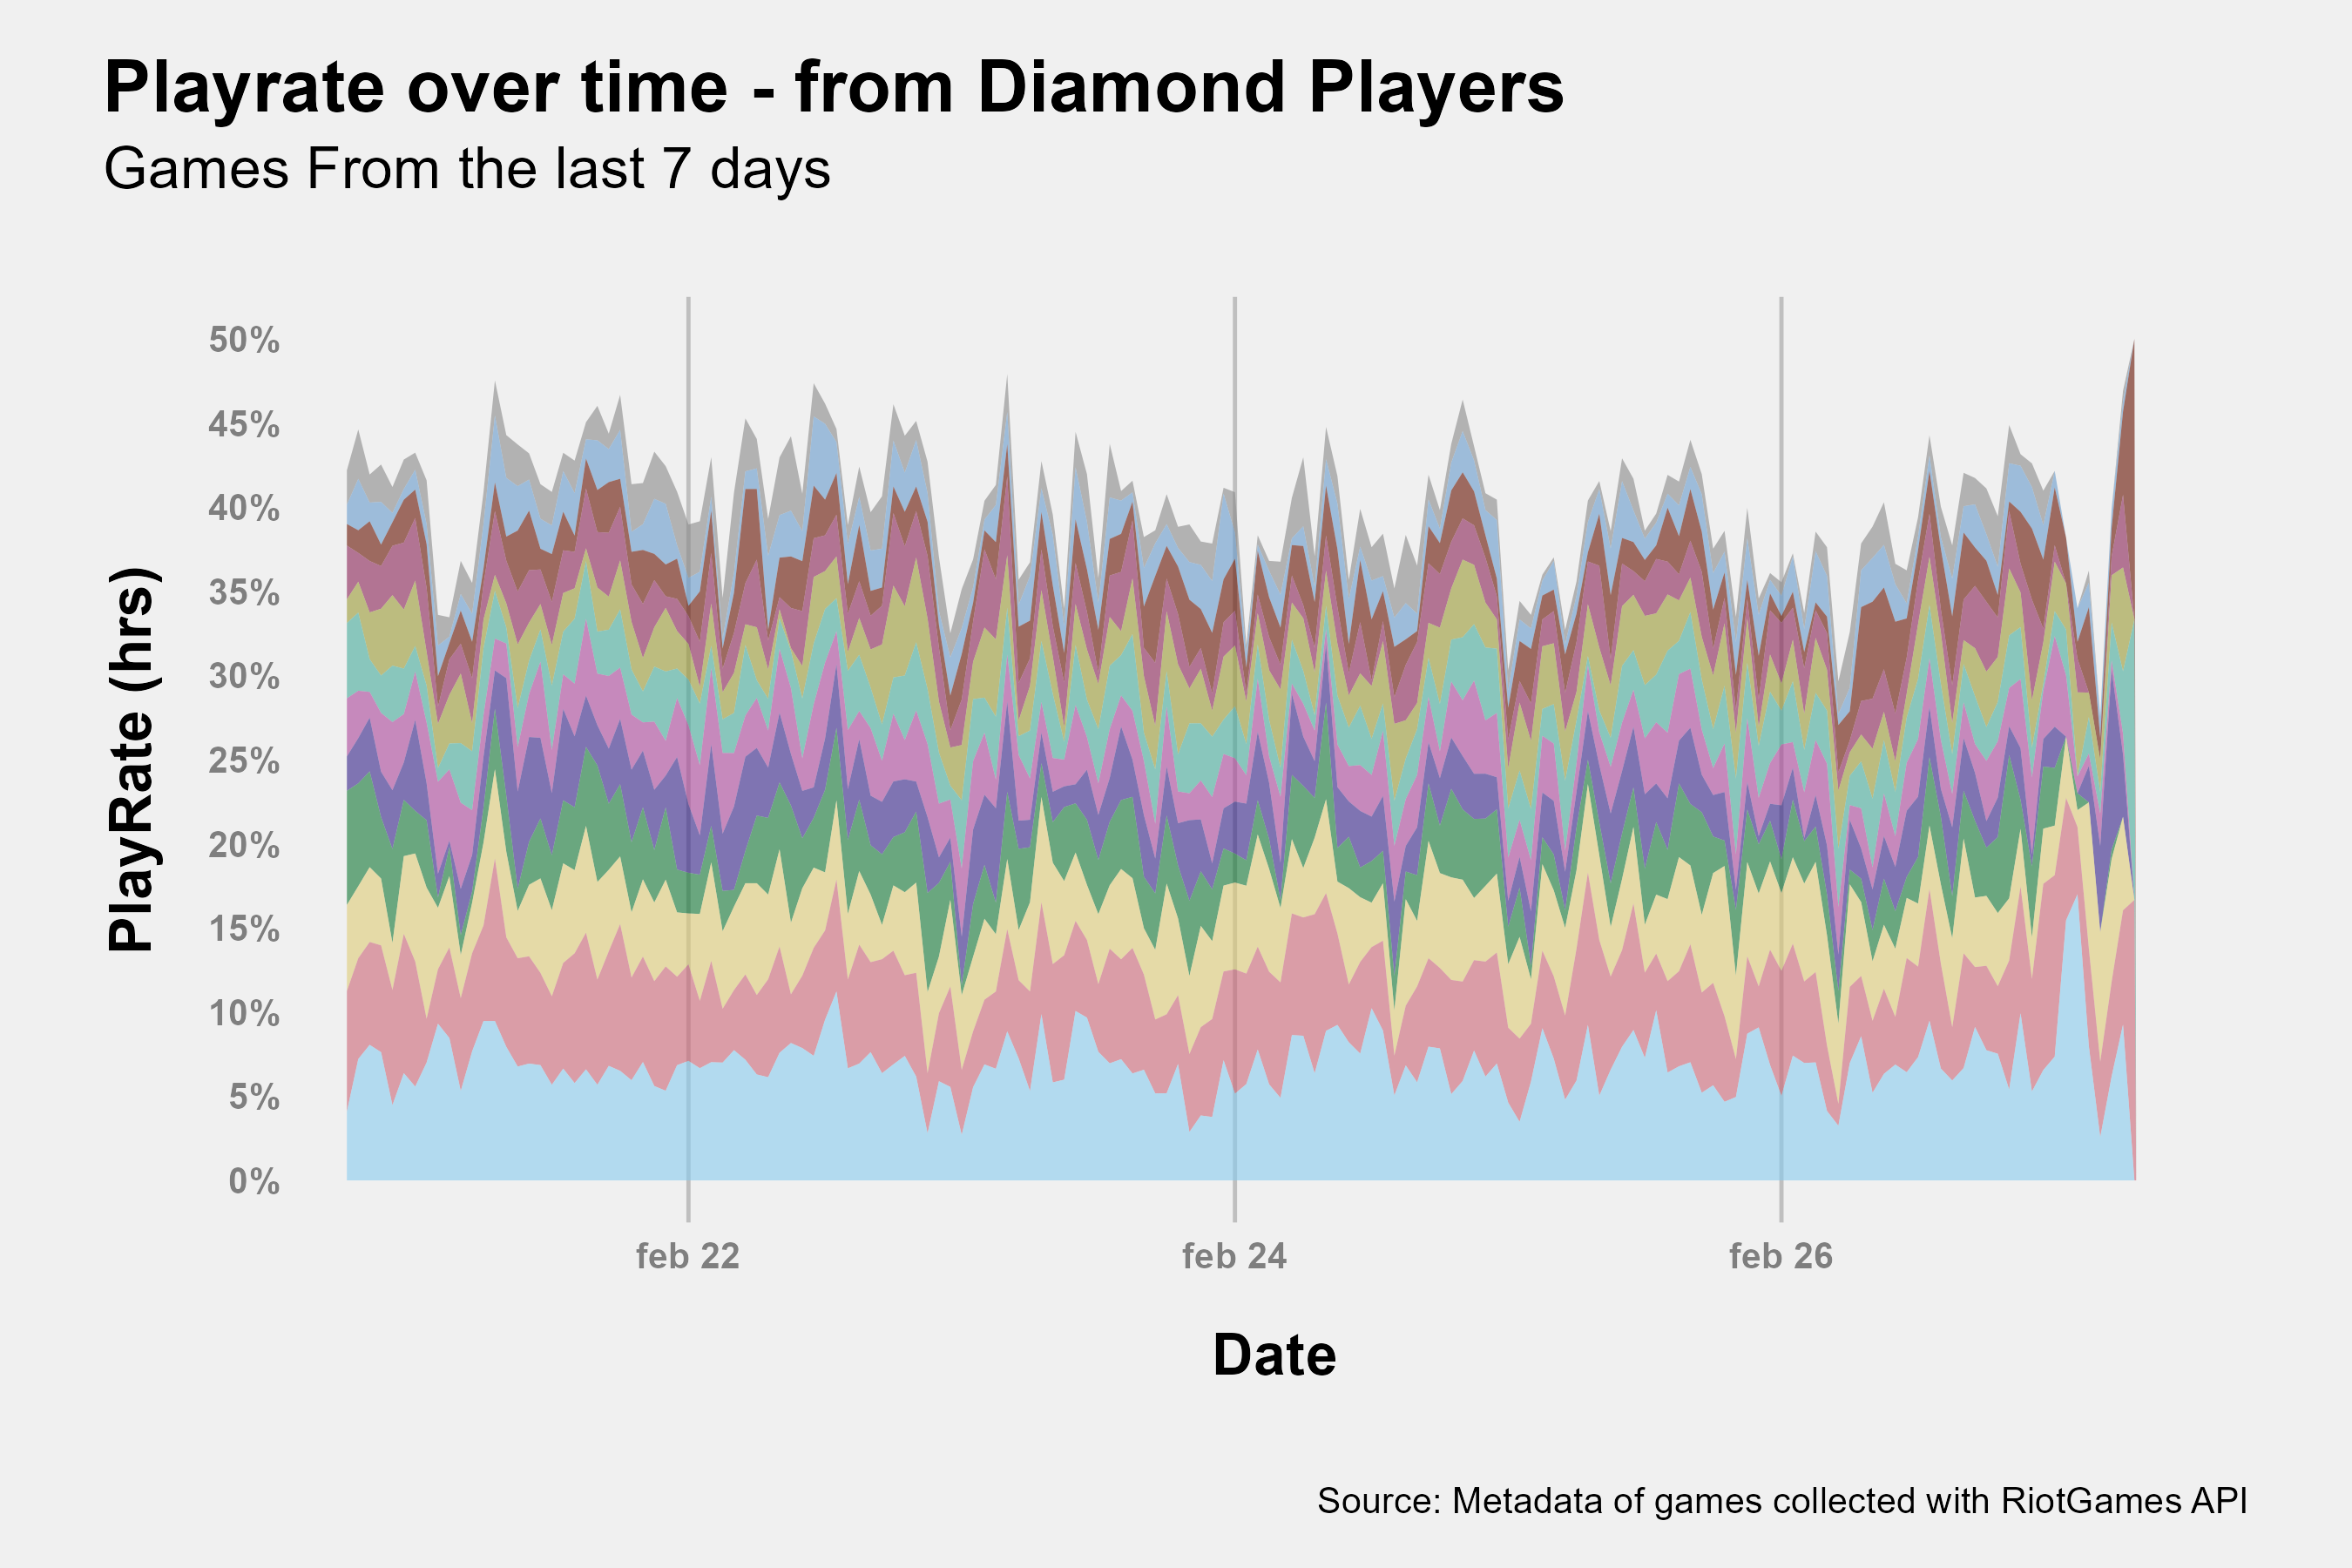 Playrate over time - from Diamond Players
Games From the last 7 days
50%
45%
40%
35%
30%
25%
20%
15%
10%
5%
0%
PlayRate (hrs)
feb 22
feb 24
feb 26
Date
Source: Metadata of games collected with RiotGames API